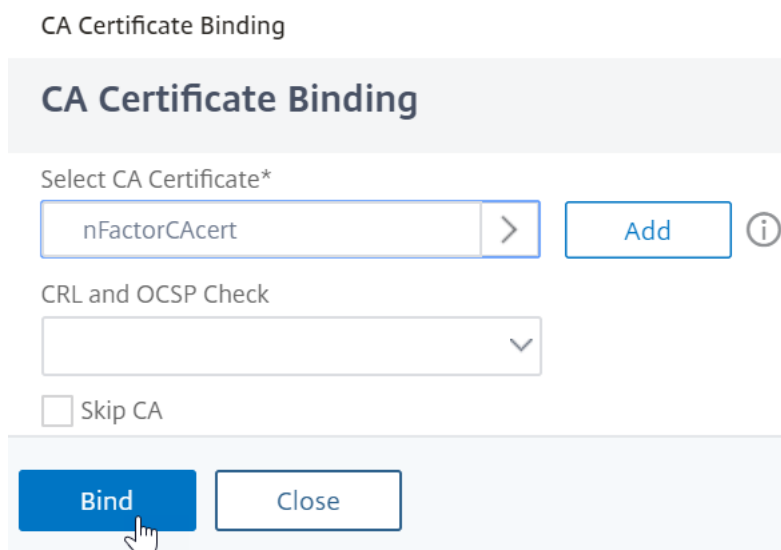 CA Certificate Binding
CA Certificate Binding
Select CA Certificate*
nFactorCAcert
Add
CRL and OCSP Check
Skip CA
Bind
Close